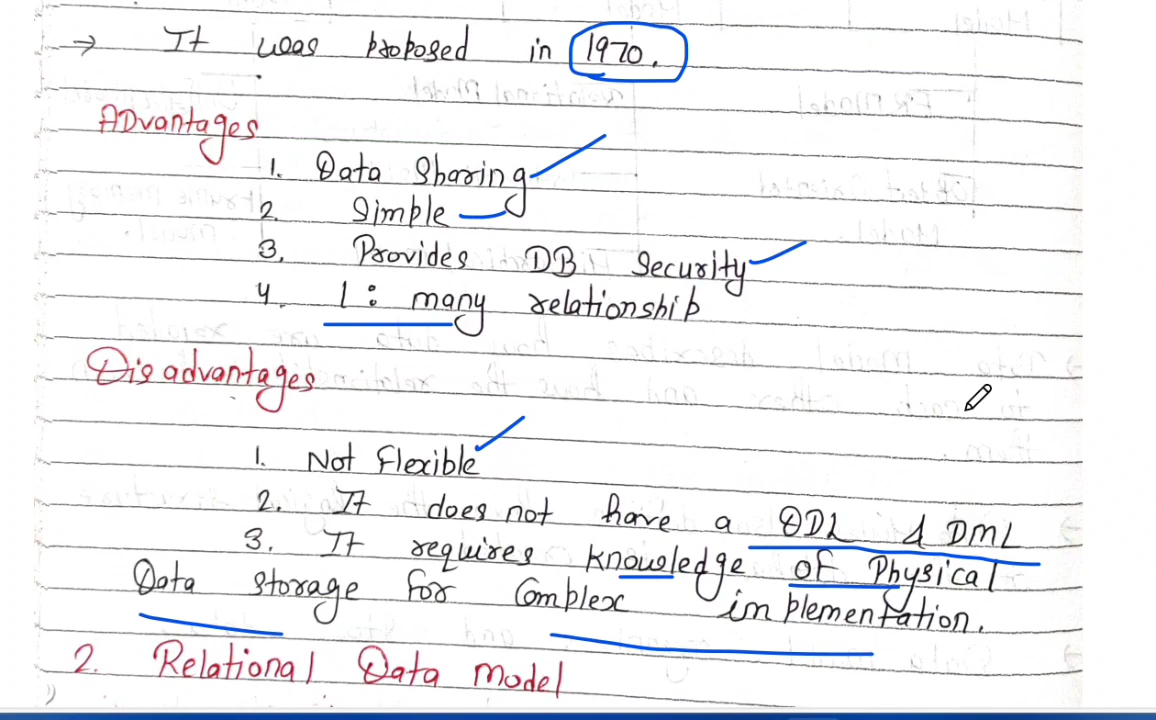 → It was proposed in 1970.
ADvantages
1. Data Sharing
2. Simple
3. Provides DB Security
4. 1 : many relationship
Disadvantages
1. Not Flexible
2. It does not have a DDL & DML
3. It requires knowledge of Physical
Data storage for Complex implementation.
2. Relational Data Model